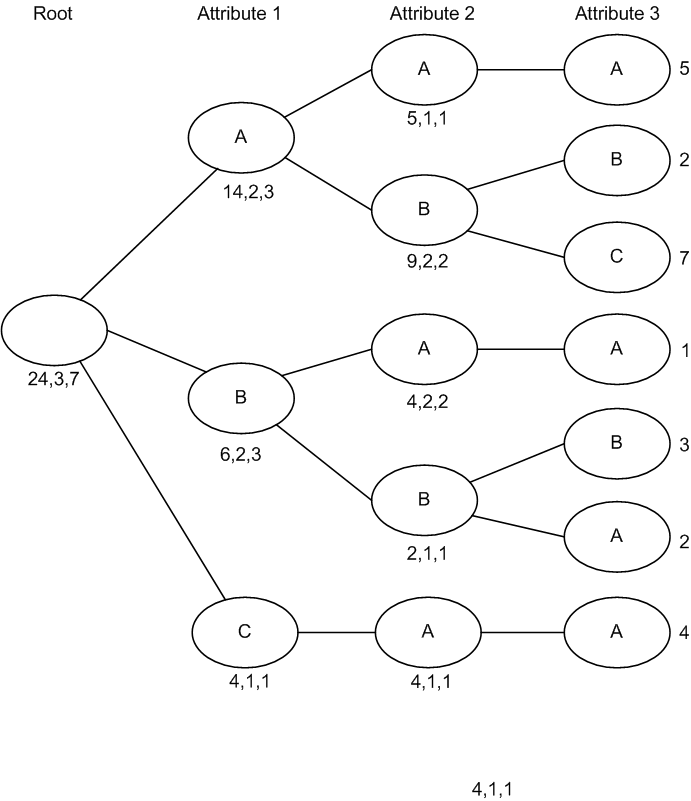 Root Attribute 1 Attribute 2 Attribute 3
A A 5
5,1,1
A
14,2,3
B 2
B
9,2,2
C 7
24,3,7
A A 1
4,2,2
B
6,2,3
B 3
B
2,1,1
A 2
C A A 4
4,1,1 4,1,1
4,1,1